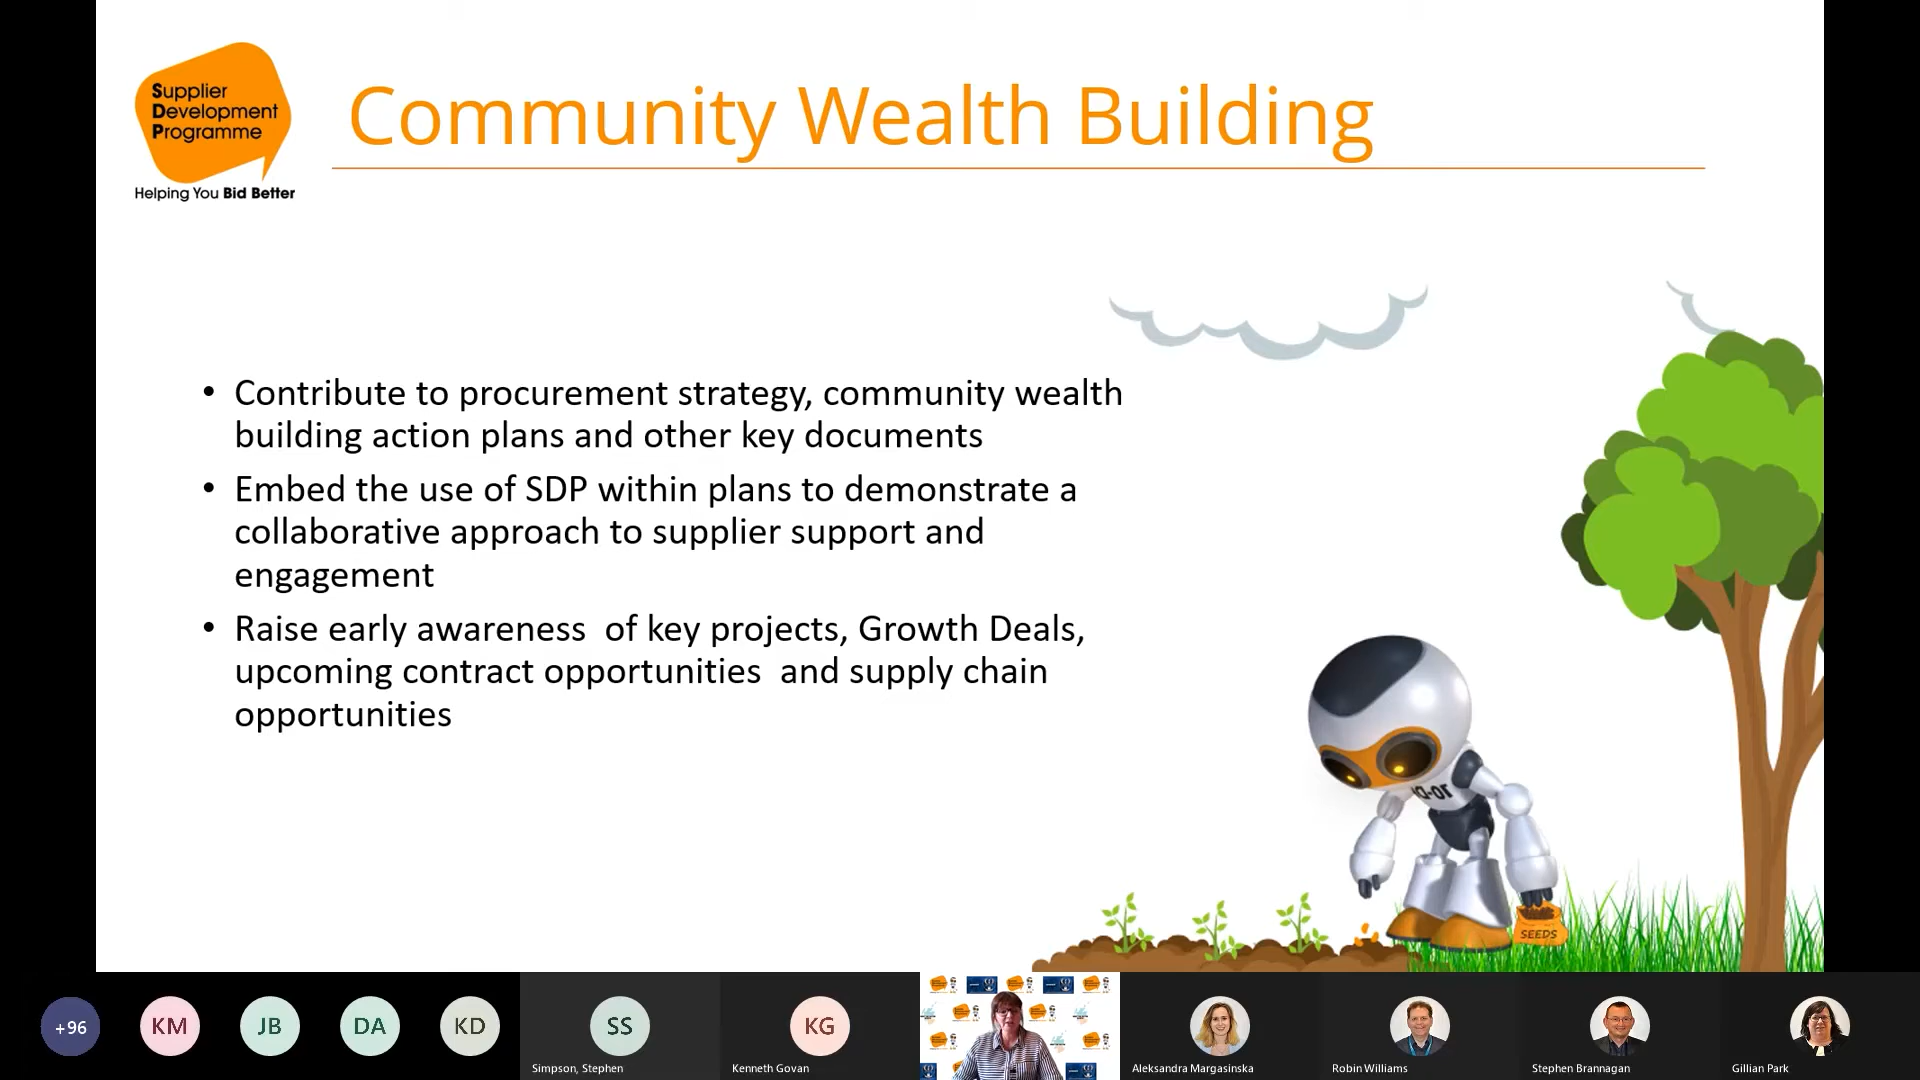 Supplier
Development
Programme
Helping You Bid Better
Community Wealth Building
• Contribute to procurement strategy, community wealth
building action plans and other key documents
• Embed the use of SDP within plans to demonstrate a
collaborative approach to supplier support and
engagement
• Raise early awareness  of key projects, Growth Deals,
upcoming contract opportunities  and supply chain
opportunities
SEEDS
+96
KM
JB
DA
KD
SS
Simpson, Stephen
KG
Kenneth Govan
Aleksandra Margasinska
Robin Williams
Stephen Brannagan
Gillian Park